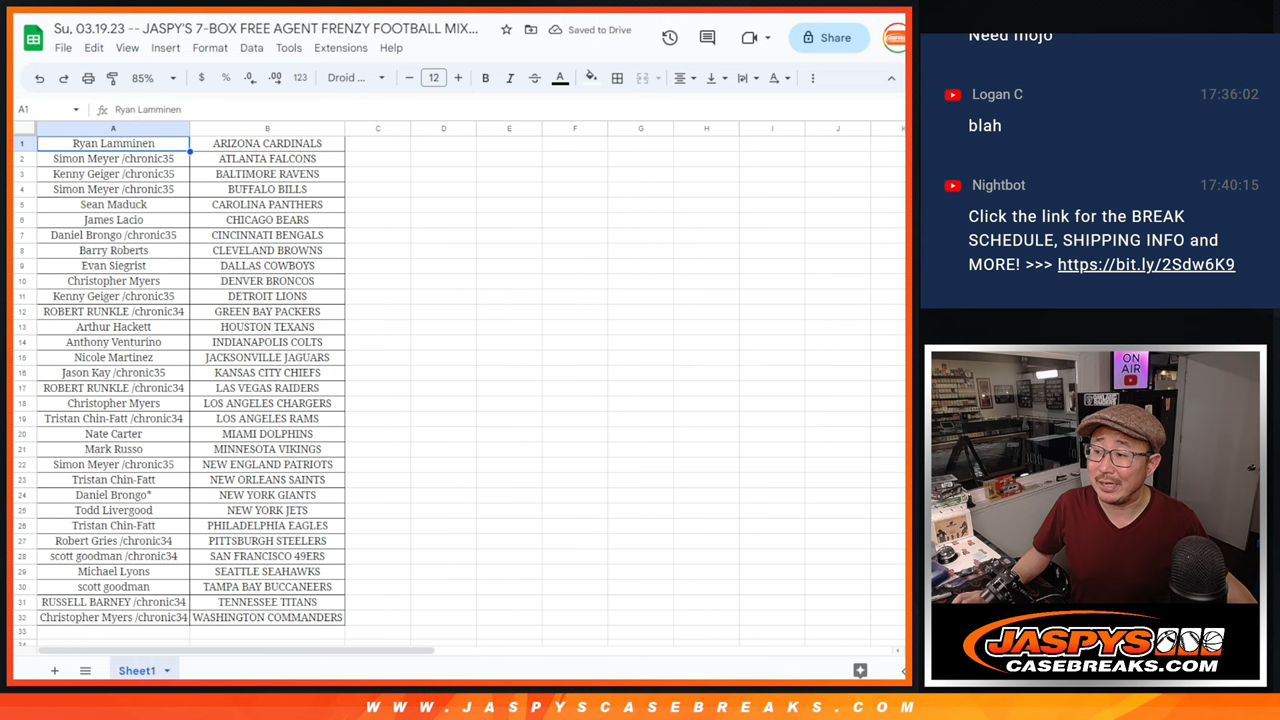 Su, 03.19.23 -- JASPY'S 7-BOX FREE AGENT FRENZY FOOTBALL MIX...
Saved to Drive
File Edit View Insert Format Data Tools Extensions Help
Share
85% $ % .0 .00 123 Droid ... 12 B I A
A1 fx Ryan Lamminen
A B C D E F G H I J K
1 Ryan Lamminen ARIZONA CARDINALS
2 Simon Meyer /chronic35 ATLANTA FALCONS
3 Kenny Geiger /chronic35 BALTIMORE RAVENS
4 Simon Meyer /chronic35 BUFFALO BILLS
5 Sean Maduck CAROLINA PANTHERS
6 James Lacio CHICAGO BEARS
7 Daniel Brongo /chronic35 CINCINNATI BENGALS
8 Barry Roberts CLEVELAND BROWNS
9 Evan Siegrist DALLAS COWBOYS
10 Christopher Myers DENVER BRONCOS
11 Kenny Geiger /chronic35 DETROIT LIONS
12 ROBERT RUNKLE /chronic34 GREEN BAY PACKERS
13 Arthur Hackett HOUSTON TEXANS
14 Anthony Venturino INDIANAPOLIS COLTS
15 Nicole Martinez JACKSONVILLE JAGUARS
16 Jason Kay /chronic35 KANSAS CITY CHIEFS
17 ROBERT RUNKLE /chronic34 LAS VEGAS RAIDERS
18 Christopher Myers LOS ANGELES CHARGERS
19 Tristan Chin-Fatt /chronic34 LOS ANGELES RAMS
20 Nate Carter MIAMI DOLPHINS
21 Mark Russo MINNESOTA VIKINGS
22 Simon Meyer /chronic35 NEW ENGLAND PATRIOTS
23 Tristan Chin-Fatt NEW ORLEANS SAINTS
24 Daniel Brongo* NEW YORK GIANTS
25 Todd Livergood NEW YORK JETS
26 Tristan Chin-Fatt PHILADELPHIA EAGLES
27 Robert Gries /chronic34 PITTSBURGH STEELERS
28 scott goodman /chronic34 SAN FRANCISCO 49ERS
29 Michael Lyons SEATTLE SEAHAWKS
30 scott goodman TAMPA BAY BUCCANEERS
31 RUSSELL BARNEY /chronic34 TENNESSEE TITANS
32 Christopher Myers /chronic34 WASHINGTON COMMANDERS
33
Sheet1
Need mojo
Logan C 17:36:02
blah
Nightbot 17:40:15
Click the link for the BREAK
SCHEDULE, SHIPPING INFO and
MORE! >>> https://bit.ly/2Sdw6K9
ON
AIR
JASPYS
CASEBREAKS.COM
WWW.JASPYSCASEBREAKS.COM